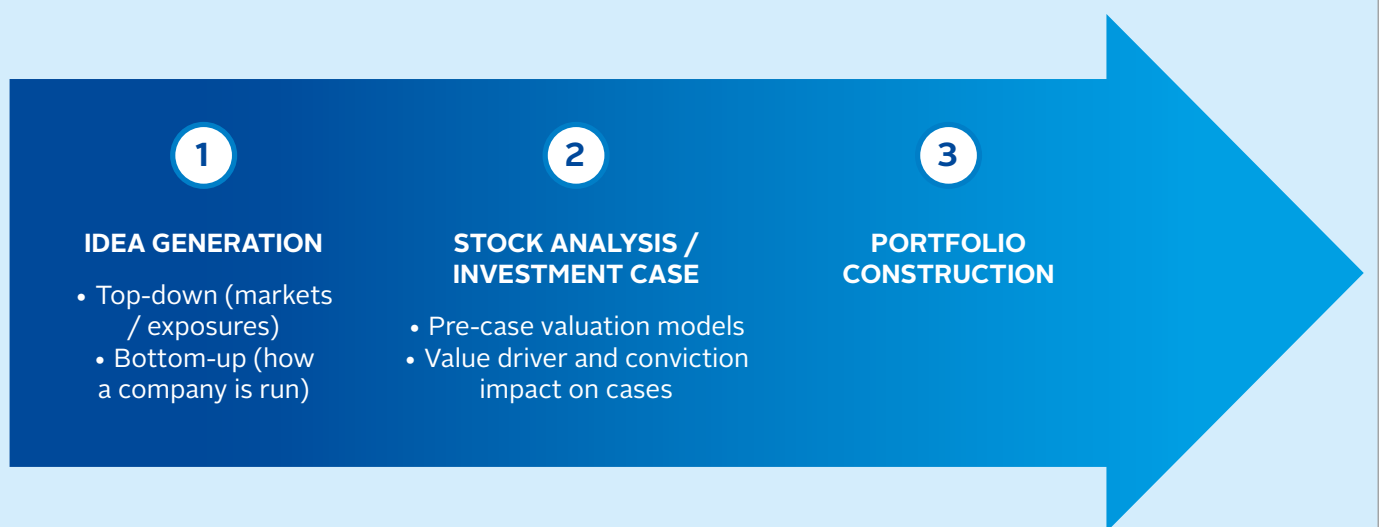 1
IDEA GENERATION
• Top-down (markets
/ exposures)
• Bottom-up (how
a company is run)
2
STOCK ANALYSIS /
INVESTMENT CASE
• Pre-case valuation models
• Value driver and conviction
impact on cases
3
PORTFOLIO
CONSTRUCTION